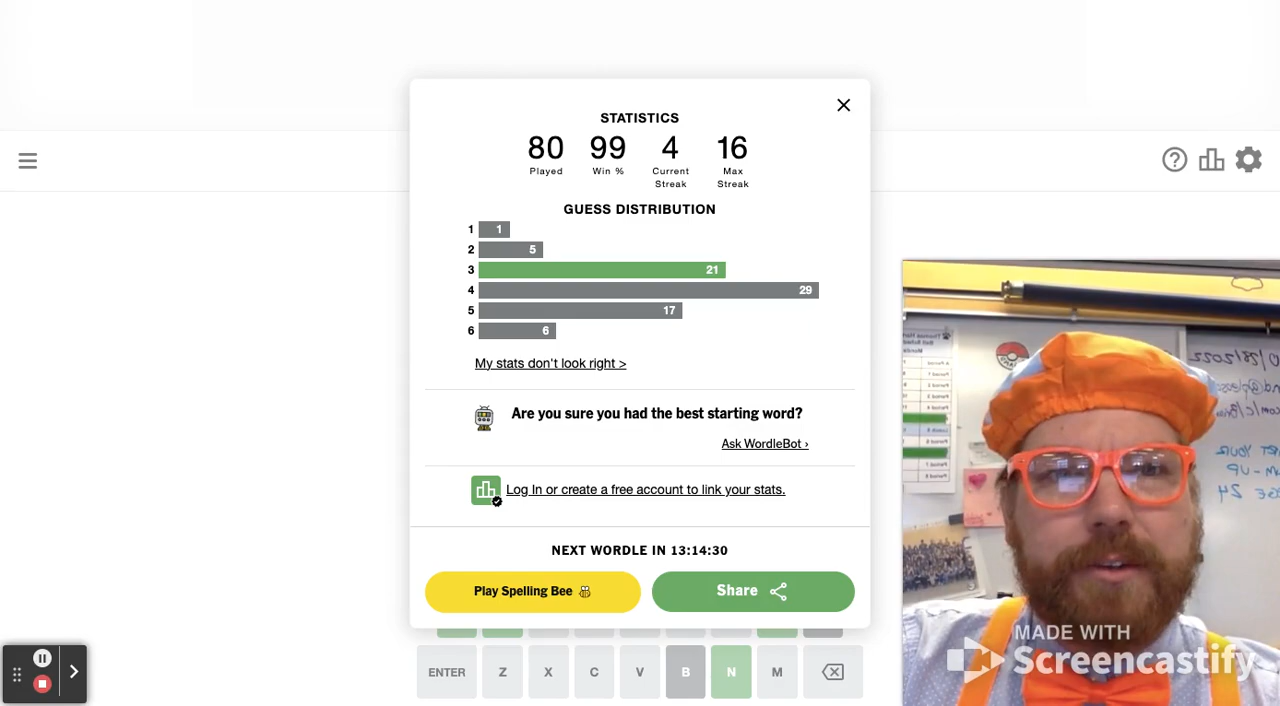 STATISTICS
80 99 4 16
Played Win % Current Streak Max Streak
GUESS DISTRIBUTION
1 1
2 5
3 21
4 29
5 17
6 6
My stats don't look right >
Are you sure you had the best starting word?
Ask WordleBot ›
Log In or create a free account to link your stats.
NEXT WORDLE IN 13:14:30
Play Spelling Bee
Share
ENTER Z X C V B N M
10/28/2022
MADE WITH
Screencastify